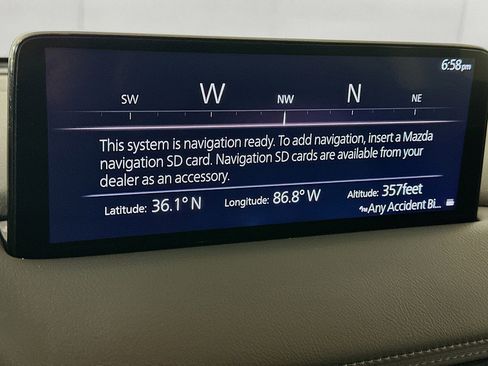 6:58pm
SW W NW N NE
This system is navigation ready. To add navigation, insert a Mazda
navigation SD card. Navigation SD cards are available from your
dealer as an accessory.
Latitude: 36.1° N Longitude: 86.8° W Altitude: 357feet
Any Accident Bi...